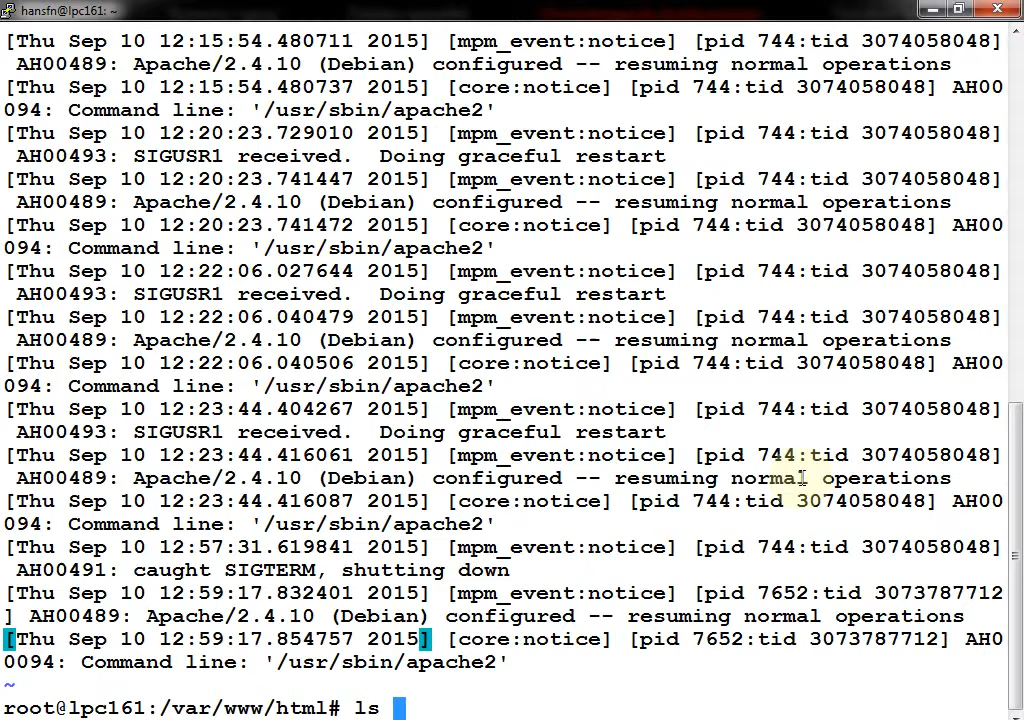 hansfn@lpc161: ~
[Thu Sep 10 12:15:54.480711 2015] [mpm_event:notice] [pid 744:tid 3074058048]
 AH00489: Apache/2.4.10 (Debian) configured -- resuming normal operations
[Thu Sep 10 12:15:54.480737 2015] [core:notice] [pid 744:tid 3074058048] AH00
094: Command line: '/usr/sbin/apache2'
[Thu Sep 10 12:20:23.729010 2015] [mpm_event:notice] [pid 744:tid 3074058048]
 AH00493: SIGUSR1 received.  Doing graceful restart
[Thu Sep 10 12:20:23.741447 2015] [mpm_event:notice] [pid 744:tid 3074058048]
 AH00489: Apache/2.4.10 (Debian) configured -- resuming normal operations
[Thu Sep 10 12:20:23.741472 2015] [core:notice] [pid 744:tid 3074058048] AH00
094: Command line: '/usr/sbin/apache2'
[Thu Sep 10 12:22:06.027644 2015] [mpm_event:notice] [pid 744:tid 3074058048]
 AH00493: SIGUSR1 received.  Doing graceful restart
[Thu Sep 10 12:22:06.040479 2015] [mpm_event:notice] [pid 744:tid 3074058048]
 AH00489: Apache/2.4.10 (Debian) configured -- resuming normal operations
[Thu Sep 10 12:22:06.040506 2015] [core:notice] [pid 744:tid 3074058048] AH00
094: Command line: '/usr/sbin/apache2'
[Thu Sep 10 12:23:44.404267 2015] [mpm_event:notice] [pid 744:tid 3074058048]
 AH00493: SIGUSR1 received.  Doing graceful restart
[Thu Sep 10 12:23:44.416061 2015] [mpm_event:notice] [pid 744:tid 3074058048]
 AH00489: Apache/2.4.10 (Debian) configured -- resuming normal operations
[Thu Sep 10 12:23:44.416087 2015] [core:notice] [pid 744:tid 3074058048] AH00
094: Command line: '/usr/sbin/apache2'
[Thu Sep 10 12:57:31.619841 2015] [mpm_event:notice] [pid 744:tid 3074058048]
 AH00491: caught SIGTERM, shutting down
[Thu Sep 10 12:59:17.832401 2015] [mpm_event:notice] [pid 7652:tid 3073787712
] AH00489: Apache/2.4.10 (Debian) configured -- resuming normal operations
[Thu Sep 10 12:59:17.854757 2015] [core:notice] [pid 7652:tid 3073787712] AH0
0094: Command line: '/usr/sbin/apache2'
~
root@lpc161:/var/www/html# ls